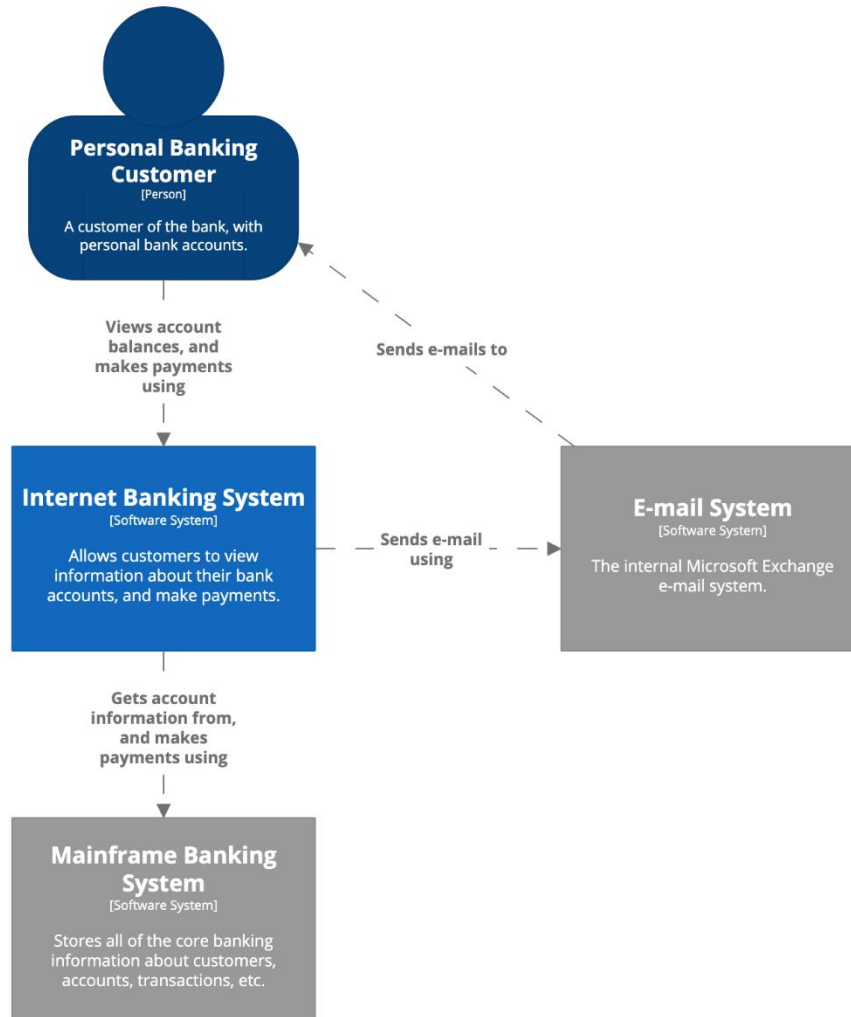 Personal Banking
Customer
[Person]
A customer of the bank, with
personal bank accounts.
Views account
balances, and
makes payments
using
Sends e-mails to
Internet Banking System
[Software System]
Allows customers to view
information about their bank
accounts, and make payments.
Sends e-mail
using
E-mail System
[Software System]
The internal Microsoft Exchange
e-mail system.
Gets account
information from,
and makes
payments using
Mainframe Banking
System
[Software System]
Stores all of the core banking
information about customers,
accounts, transactions, etc.